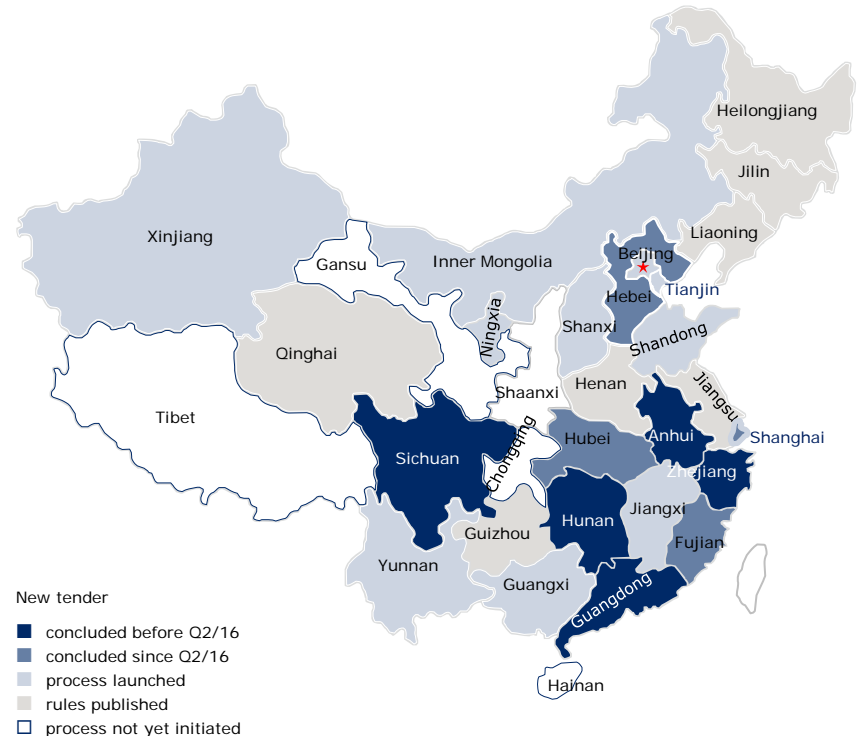 Heilongjiang
Jilin
Liaoning
Xinjiang
Gansu
Inner Mongolia
Beijing
Tianjin
Hebei
Ningxia
Shanxi
Shandong
Qinghai
Shaanxi
Henan
Jiangsu
Tibet
Sichuan
Chongqing
Hubei
Anhui
Shanghai
Zhejiang
Hunan
Jiangxi
Guizhou
Fujian
Yunnan
Guangxi
Guangdong
Hainan
New tender
concluded before Q2/16
concluded since Q2/16
process launched
rules published
process not yet initiated